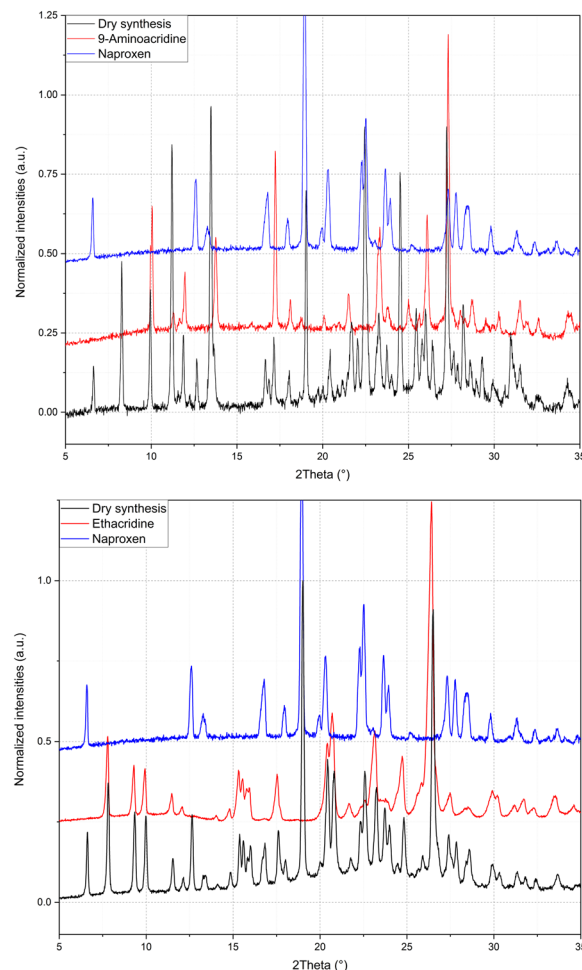 Dry synthesis
9-Aminoacridine
Naproxen
1.25
1.00
0.75
0.50
0.25
0.00
Normalized intensities (a.u.)
5 10 15 20 25 30 35
2Theta (°)
Dry synthesis
Ethacridine
Naproxen
1.0
0.5
0.0
Normalized intensities (a.u.)
5 10 15 20 25 30 35
2Theta (°)